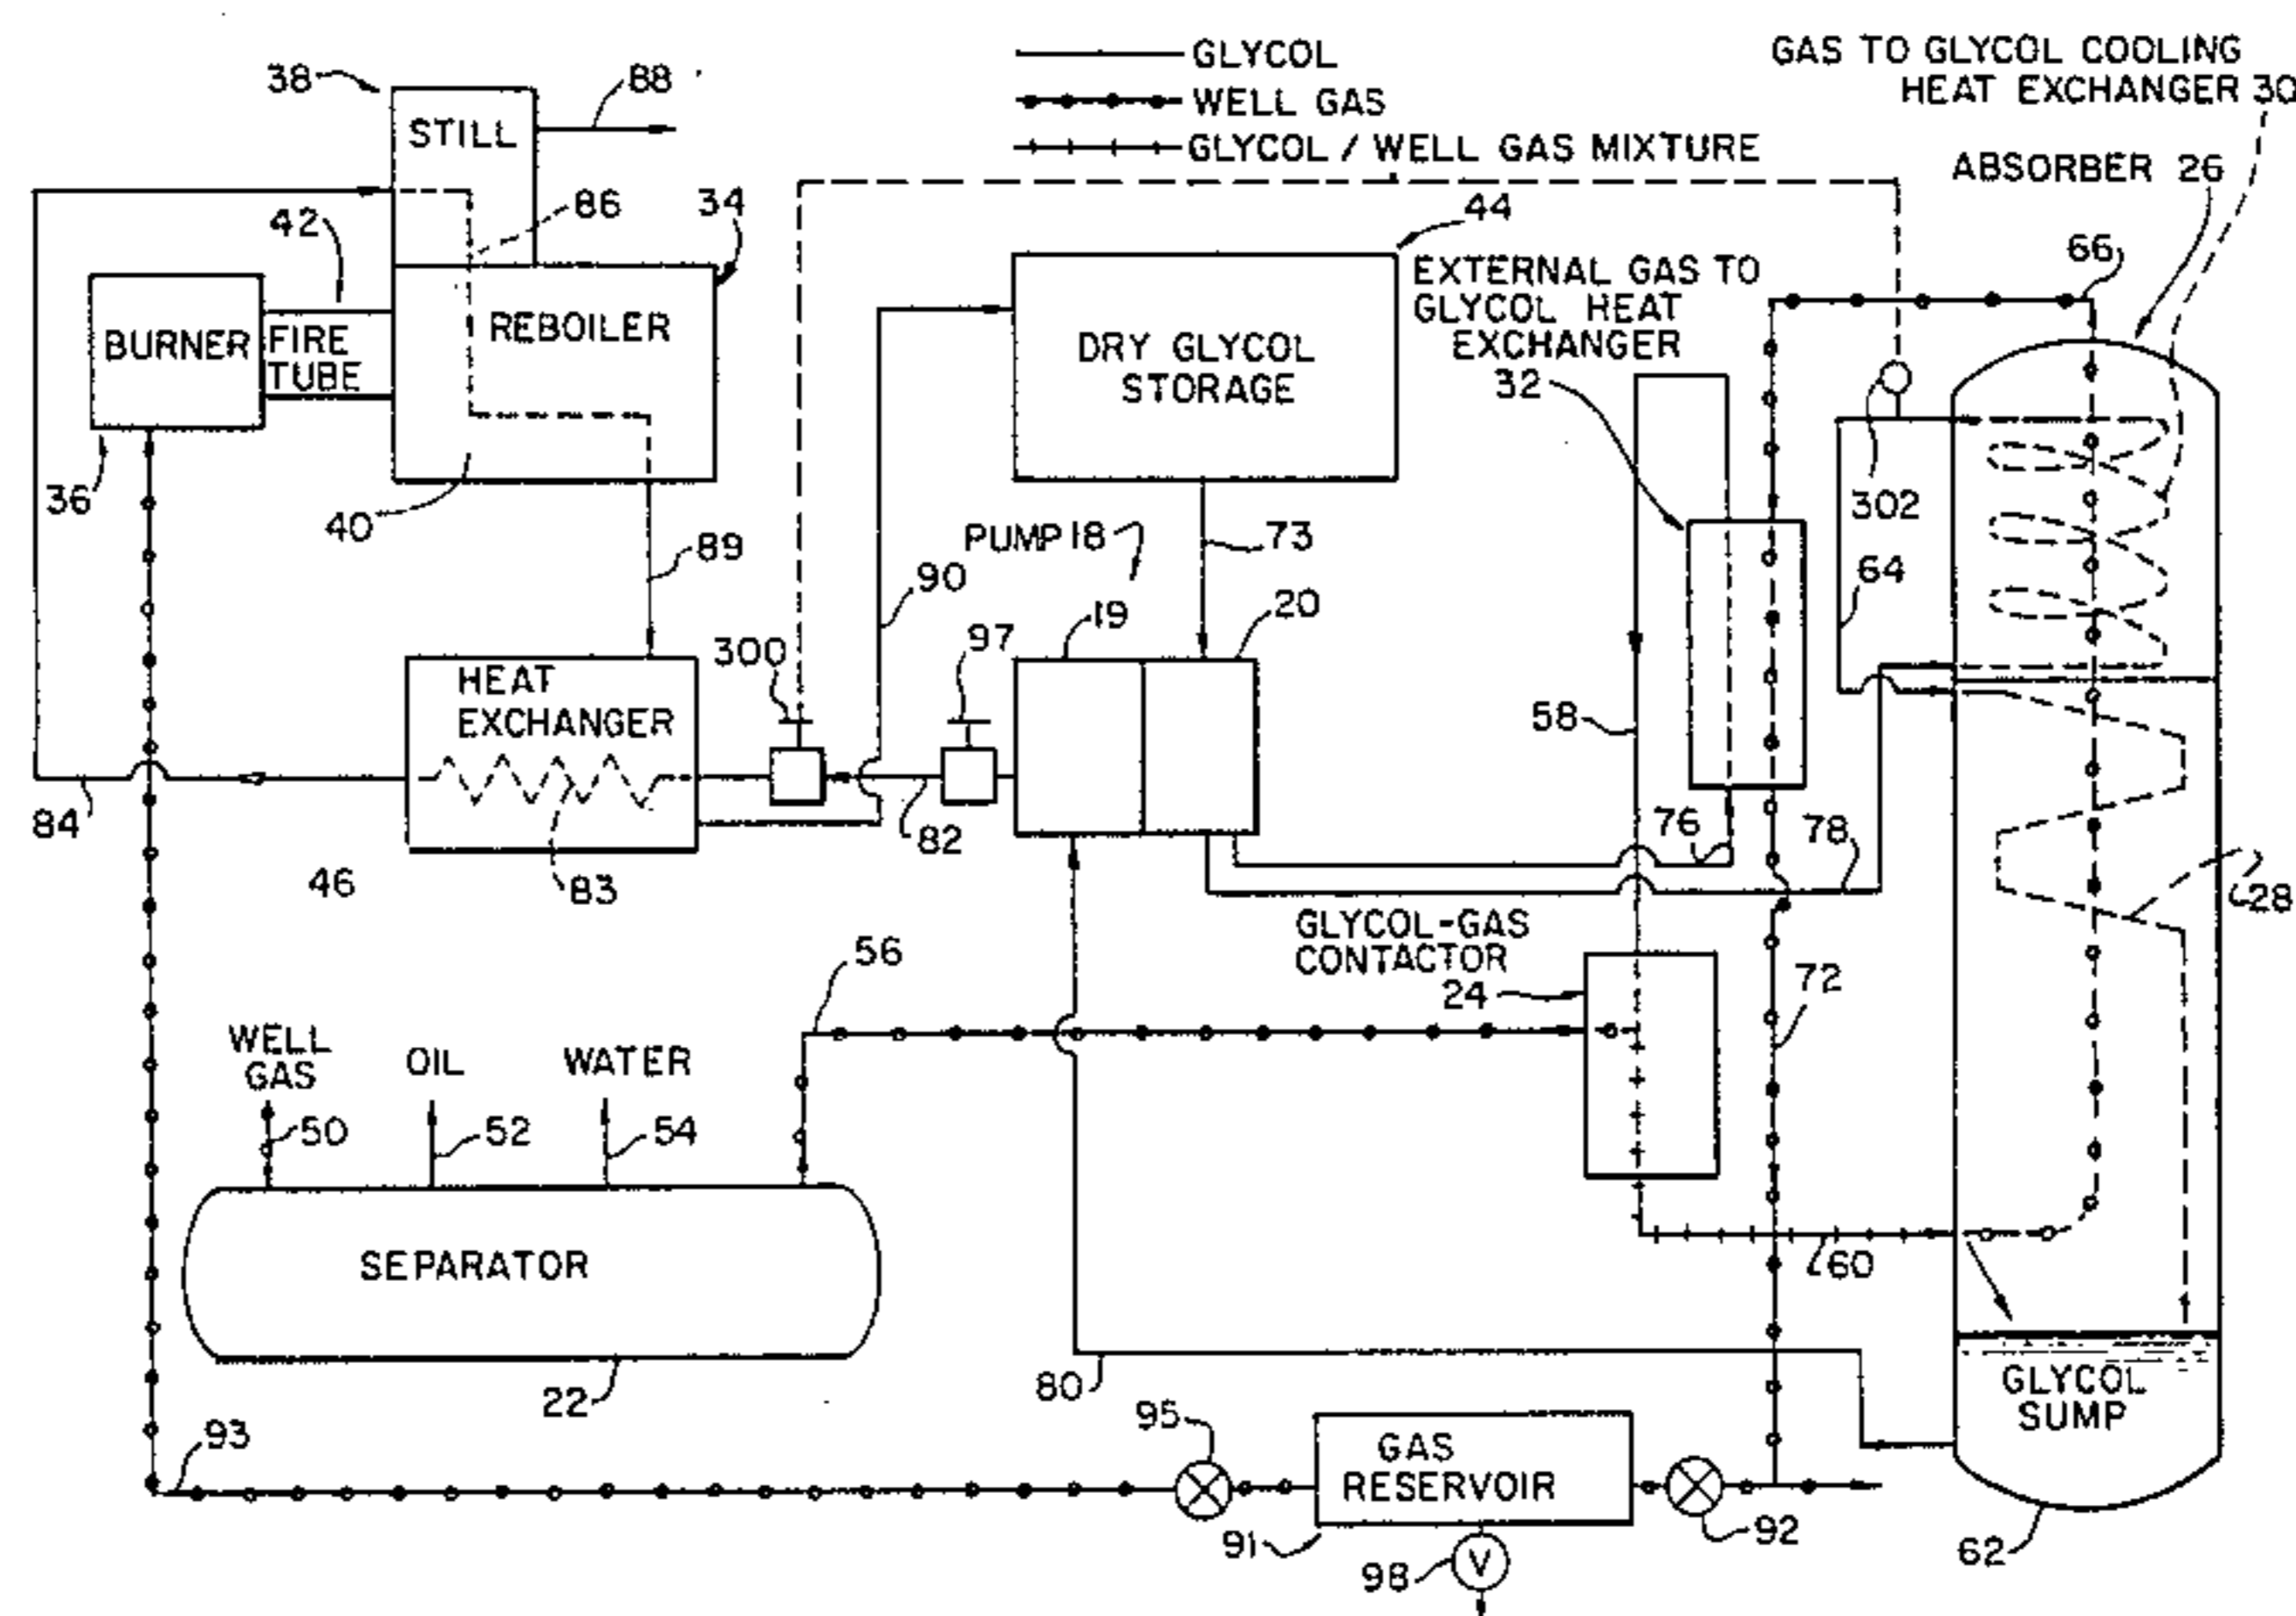 GLYCOL
WELL GAS
GLYCOL / WELL GAS MIXTURE
GAS TO GLYCOL COOLING
HEAT EXCHANGER 30
ABSORBER 26
38
STILL
88
86
34
42
44
66
BURNER
FIRE
TUBE
REBOILER
DRY GLYCOL
STORAGE
EXTERNAL GAS TO
GLYCOL HEAT
EXCHANGER
32
36
40
302
PUMP 18
73
89
90
64
19
20
97
300
HEAT
EXCHANGER
58
84
82
76
78
46
83
28
GLYCOL-GAS
CONTACTOR
24
56
72
WELL
GAS
OIL
WATER
50
52
54
60
SEPARATOR
22
80
GLYCOL
SUMP
93
95
GAS
RESERVOIR
91
92
62
98
V